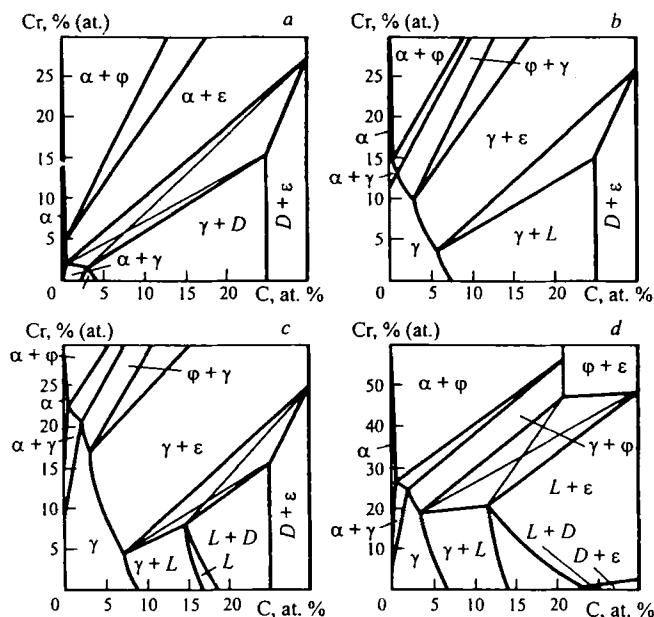 Cr, % (at.) a
25
20
15
10
5
0 5 10 15 20 C, at. %
α + φ
α + ε
α
α + γ
γ + D
D + ε
Cr, % (at.) b
25
20
15
10
5
0 5 10 15 20 C, at. %
α + φ
φ + γ
α
γ + ε
α + γ
γ
γ + L
D + ε
Cr, % (at.) c
α + φ
25
20
15
10
5
0 5 10 15 20 C, at. %
φ + γ
α
α + γ
γ + ε
γ
γ + L
L + D
L
D + ε
Cr, % (at.) d
50
40
30
20
10
0 5 10 15 20 C, at. %
α + φ
φ + ε
γ + φ
α
L + ε
α + γ
L + D
γ
γ + L
D + ε